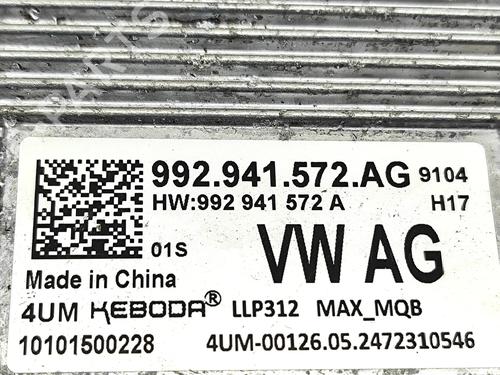 992.941.572.AG 9104
HW:992 941 572 A H17
01S VW AG
Made in China
4UM KEBODA® LLP312 MAX_MQB
10101500228 4UM-00126.05.2472310546